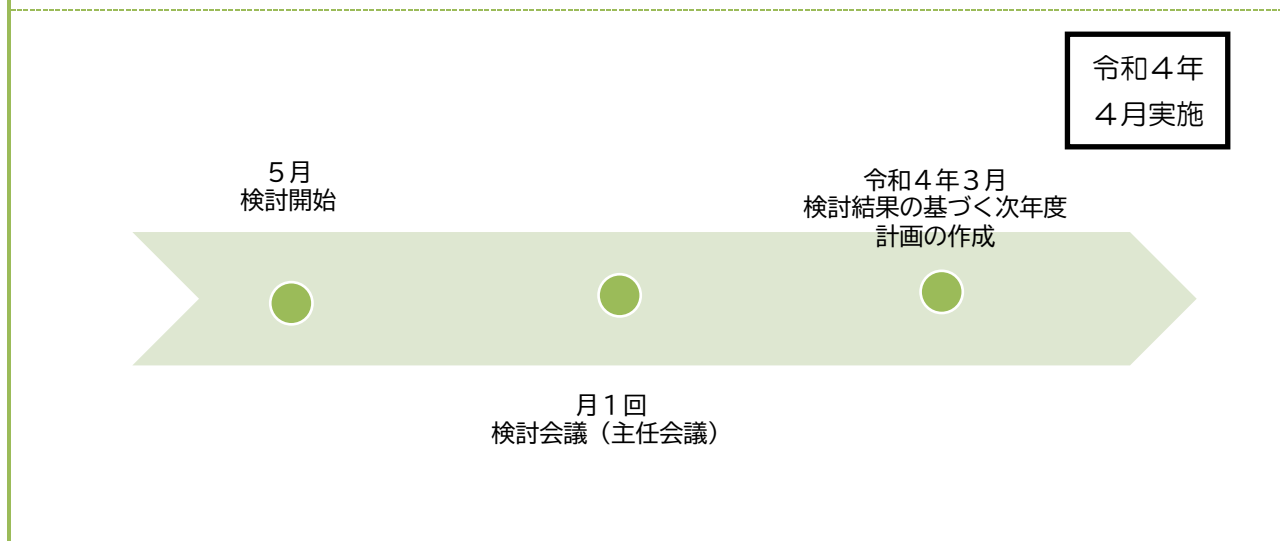 令和４年
４月実施
５月
検討開始
令和４年３月
検討結果の基づく次年度
計画の作成
月１回
検討会議（主任会議）